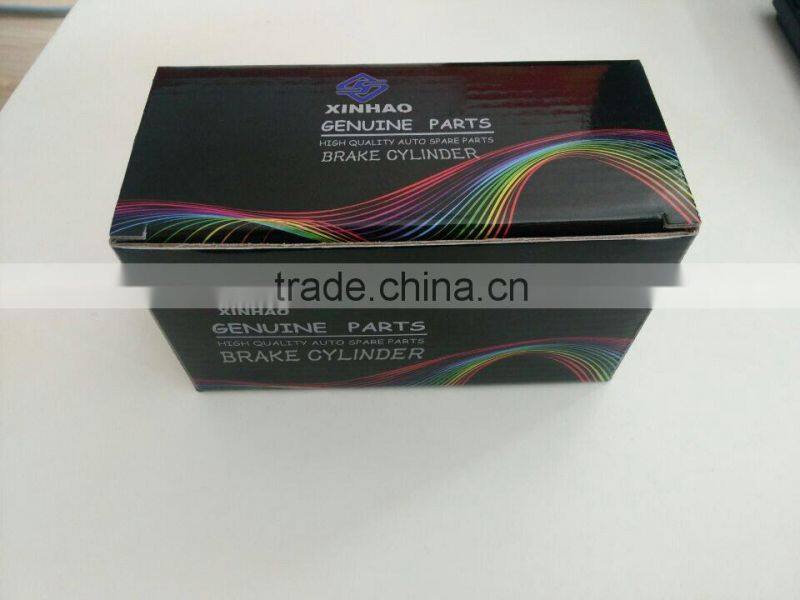 XINHAO
GENUINE PARTS
HIGH QUALITY AUTO SPARE PARTS
BRAKE CYLINDER
trade.china.cn
XINHAO
GENUINE PARTS
HIGH QUALITY AUTO SPARE PARTS
BRAKE CYLINDER